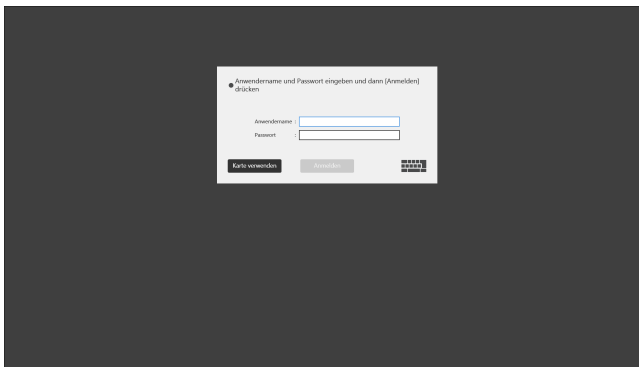 Anwendername und Passwort eingeben und dann [Anmelden]
drücken
Anwendername :
Passwort :
Karte verwenden
Anmelden